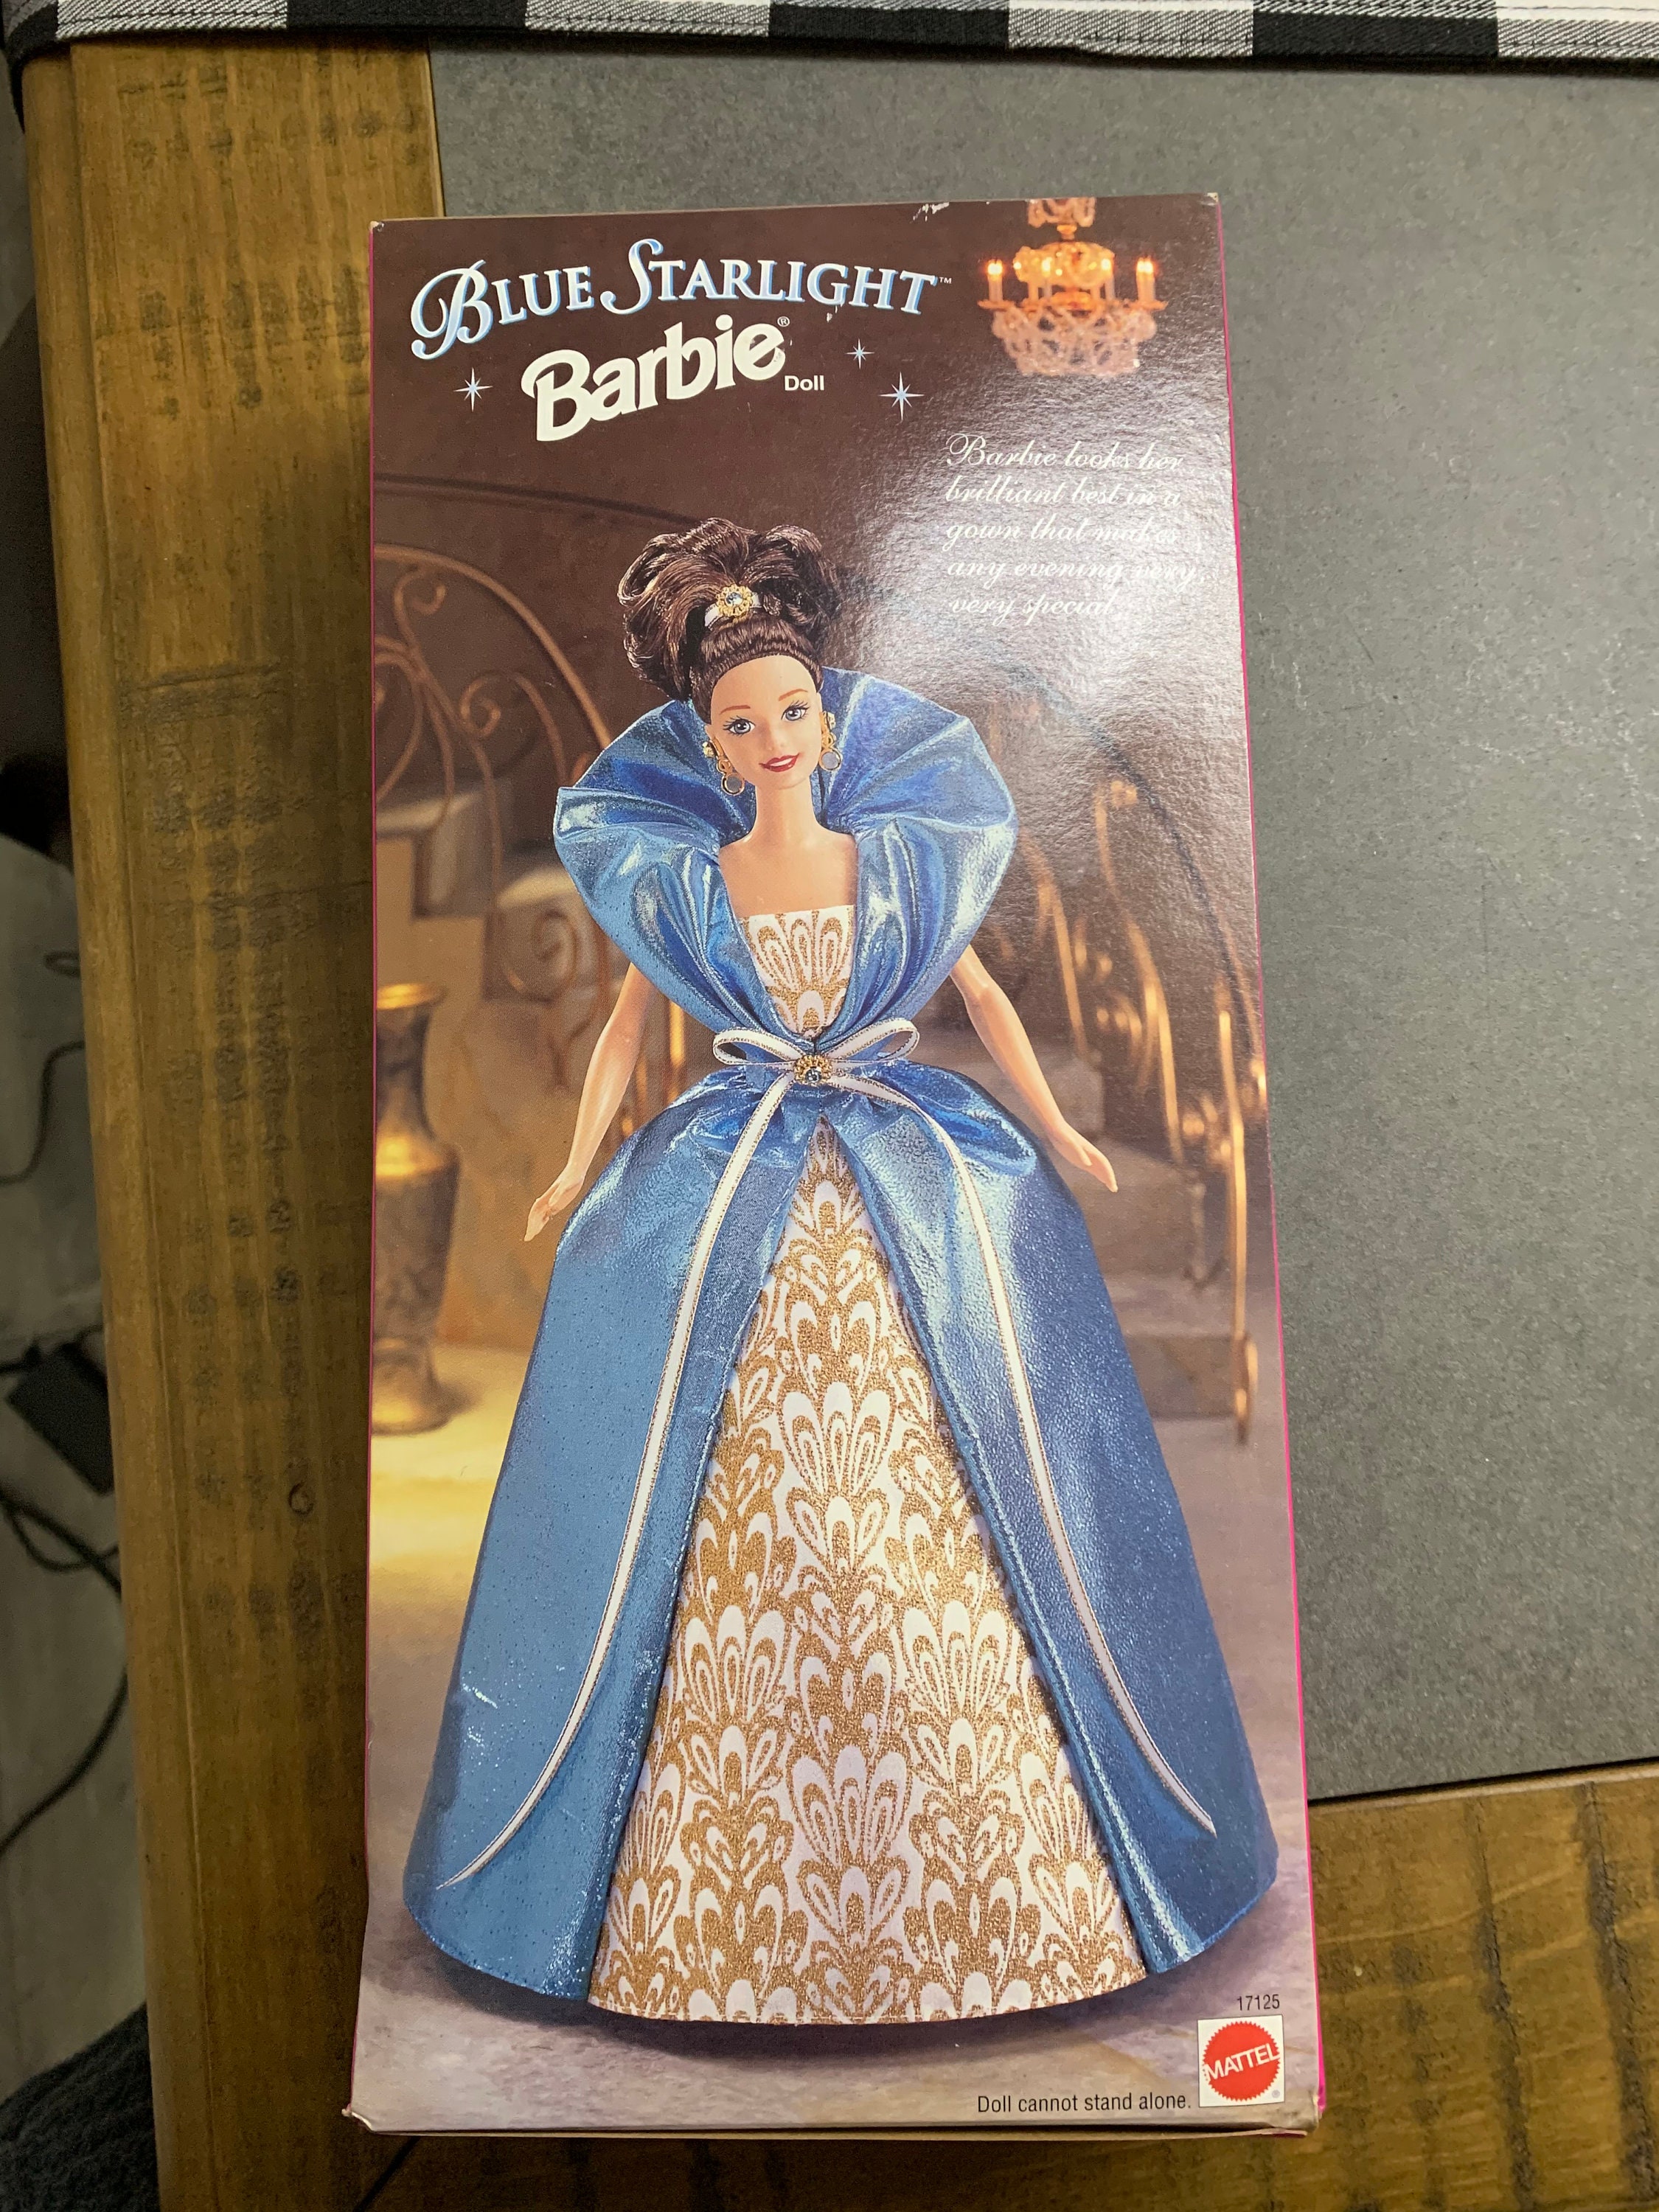 BLUE STARLIGHT™
Barbie® Doll
Barbie looks her
brilliant best in a
gown that makes
any evening very,
very special.
17125
MATTEL
®
Doll cannot stand alone.